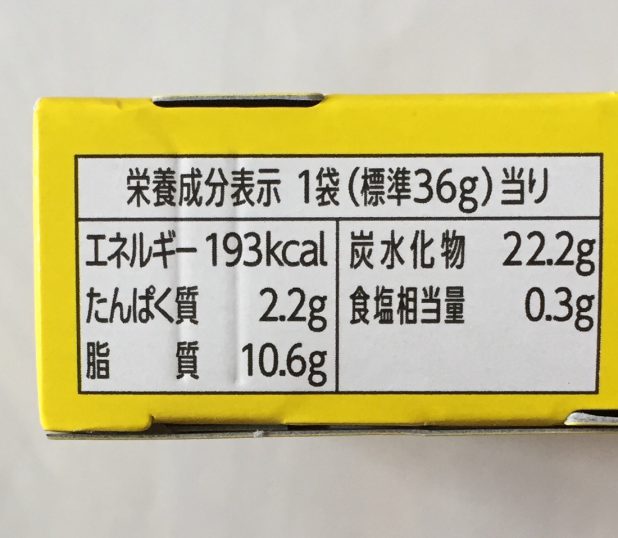 栄養成分表示 1袋(標準36g)当り
エネルギー 193kcal
たんぱく質 2.2g
脂質 10.6g
炭水化物 22.2g
食塩相当量 0.3g